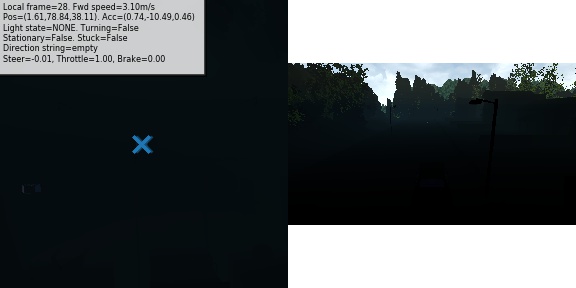 Local frame=28. Fwd speed=3.10m/s
Pos=(1.61,78.84,38.11). Acc=(0.74,-10.49,0.46)
Light state=NONE. Turning=False
Stationary=False. Stuck=False
Direction string=empty
Steer=-0.01, Throttle=1.00, Brake=0.00